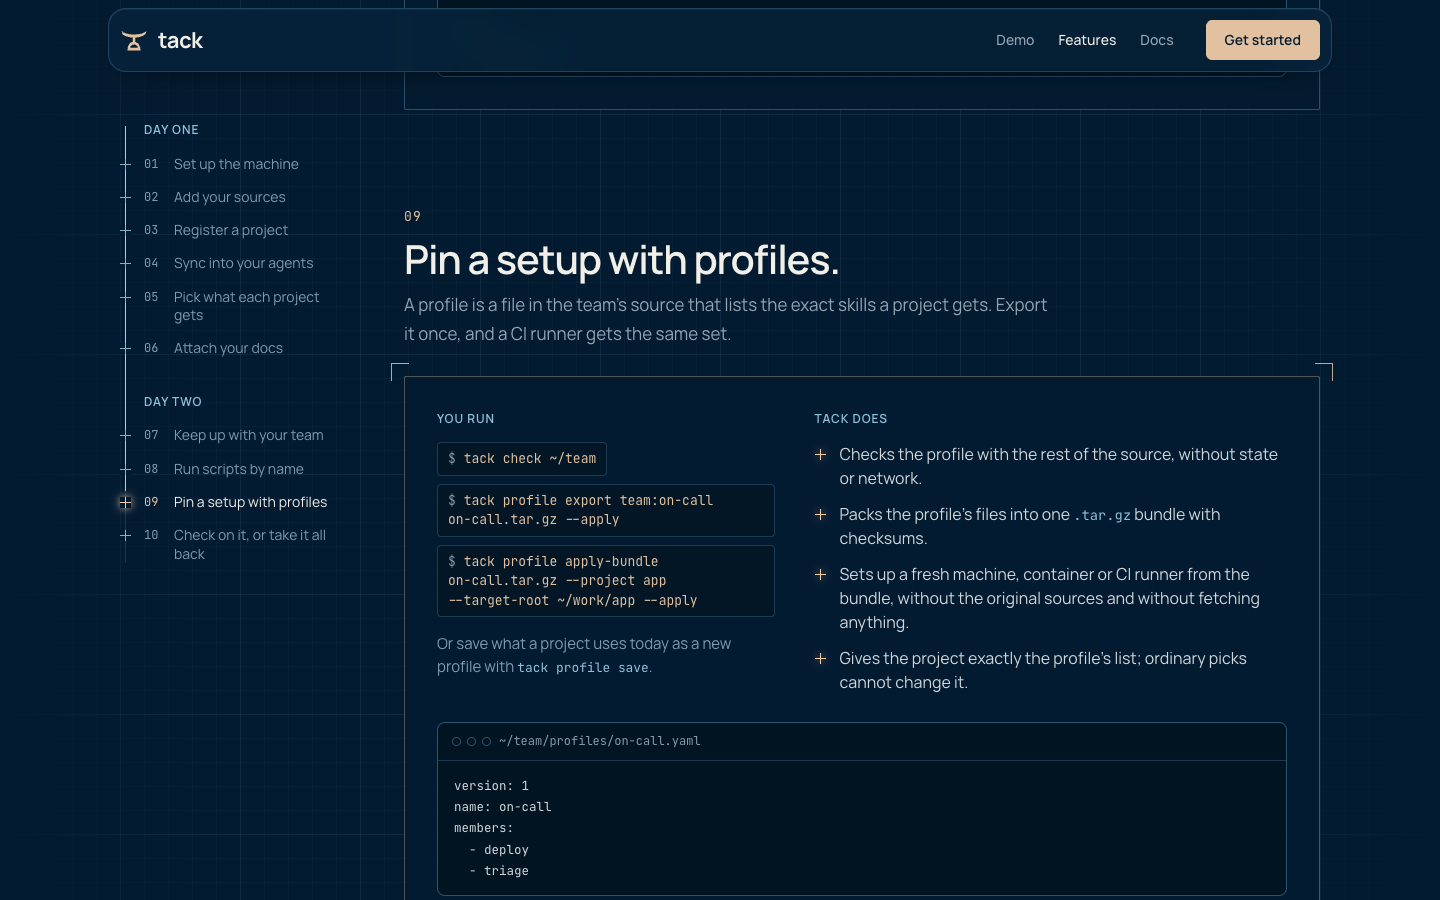 tack
Demo
Features
Docs
Get started
DAY ONE
01 Set up the machine
02 Add your sources
03 Register a project
04 Sync into your agents
05 Pick what each project
gets
06 Attach your docs
DAY TWO
07 Keep up with your team
08 Run scripts by name
09 Pin a setup with profiles
10 Check on it, or take it all
back
09
Pin a setup with profiles.
A profile is a file in the team's source that lists the exact skills a project gets. Export
it once, and a CI runner gets the same set.
YOU RUN
$ tack check ~/team
$ tack profile export team:on-call
on-call.tar.gz --apply
$ tack profile apply-bundle
on-call.tar.gz --project app
--target-root ~/work/app --apply
Or save what a project uses today as a new
profile with tack profile save.
TACK DOES
Checks the profile with the rest of the source, without state
or network.
Packs the profile's files into one .tar.gz bundle with
checksums.
Sets up a fresh machine, container or CI runner from the
bundle, without the original sources and without fetching
anything.
Gives the project exactly the profile's list; ordinary picks
cannot change it.
~/team/profiles/on-call.yaml
version: 1
name: on-call
members:
  - deploy
  - triage